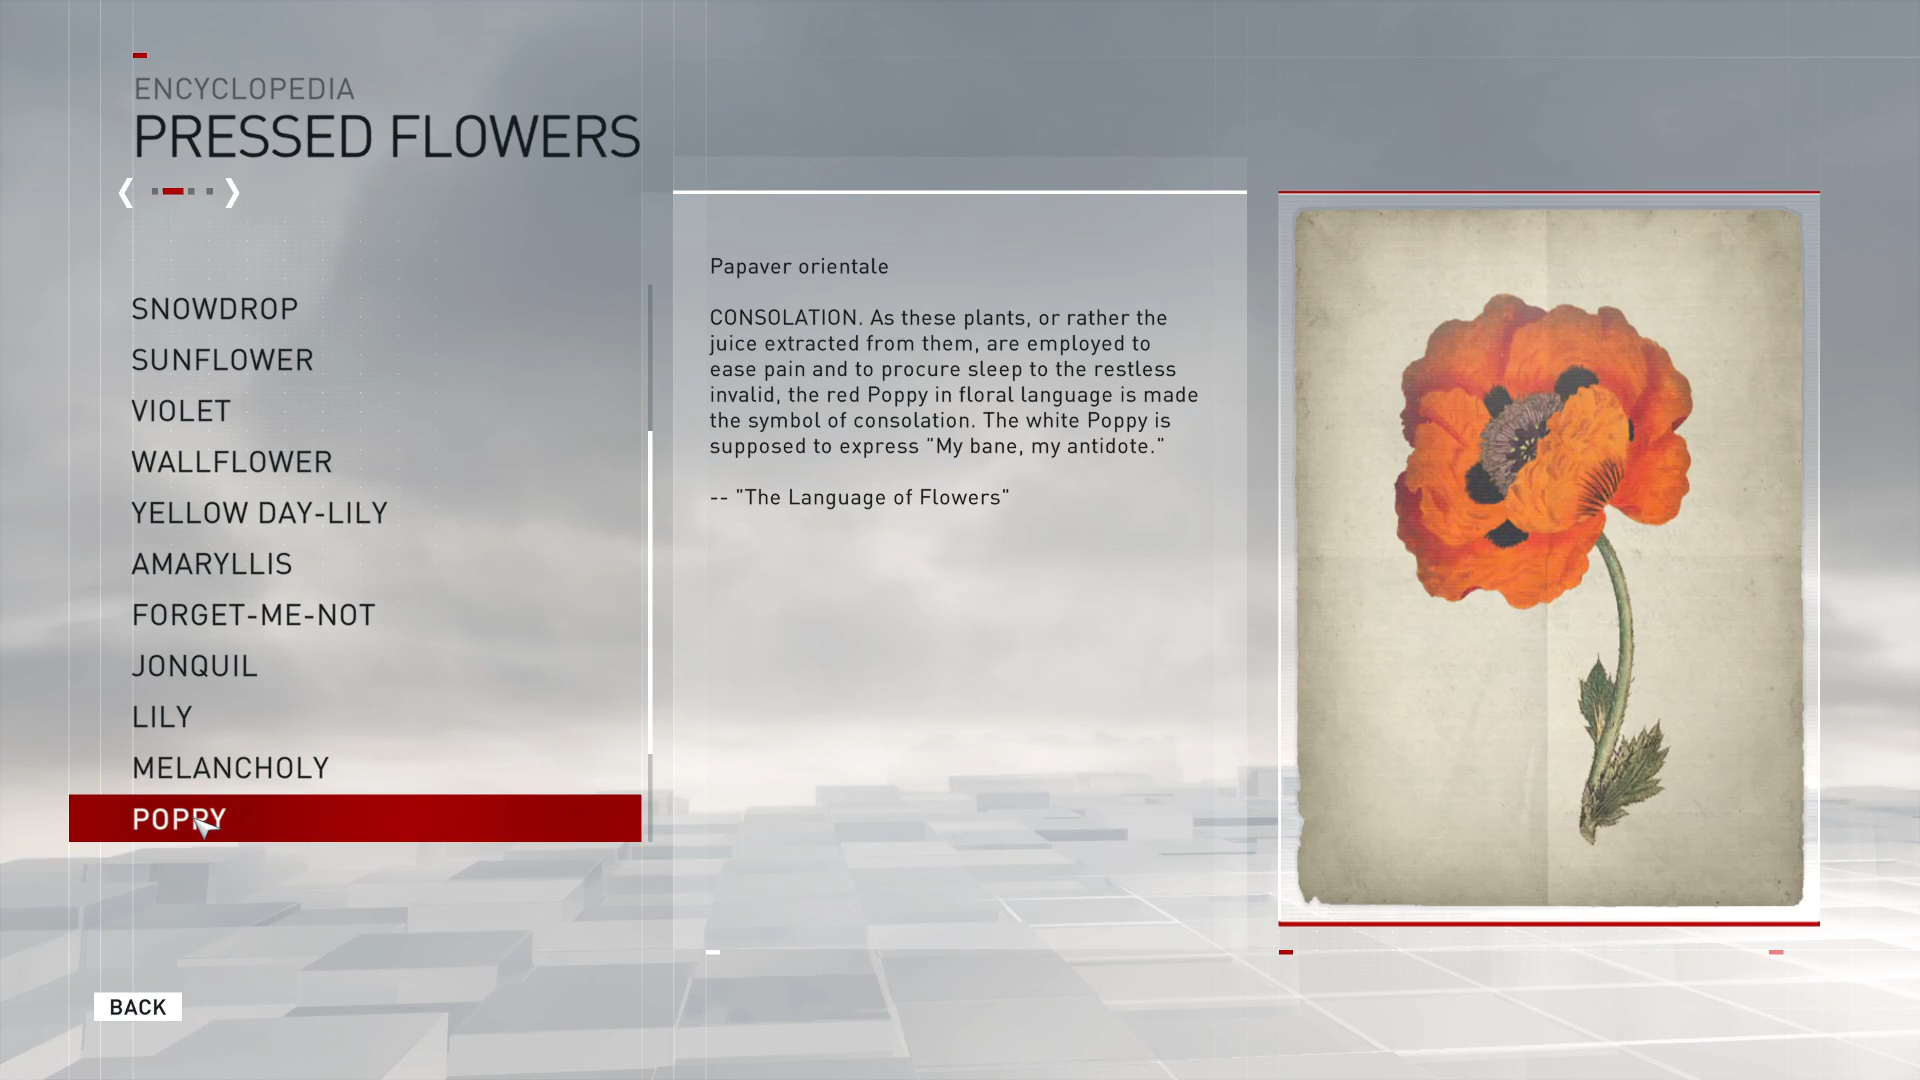 ENCYCLOPEDIA
PRESSED FLOWERS
SNOWDROP
SUNFLOWER
VIOLET
WALLFLOWER
YELLOW DAY-LILY
AMARYLLIS
FORGET-ME-NOT
JONQUIL
LILY
MELANCHOLY
POPPY
Papaver orientale
CONSOLATION. As these plants, or rather the
juice extracted from them, are employed to
ease pain and to procure sleep to the restless
invalid, the red Poppy in floral language is made
the symbol of consolation. The white Poppy is
supposed to express "My bane, my antidote."
-- "The Language of Flowers"
BACK